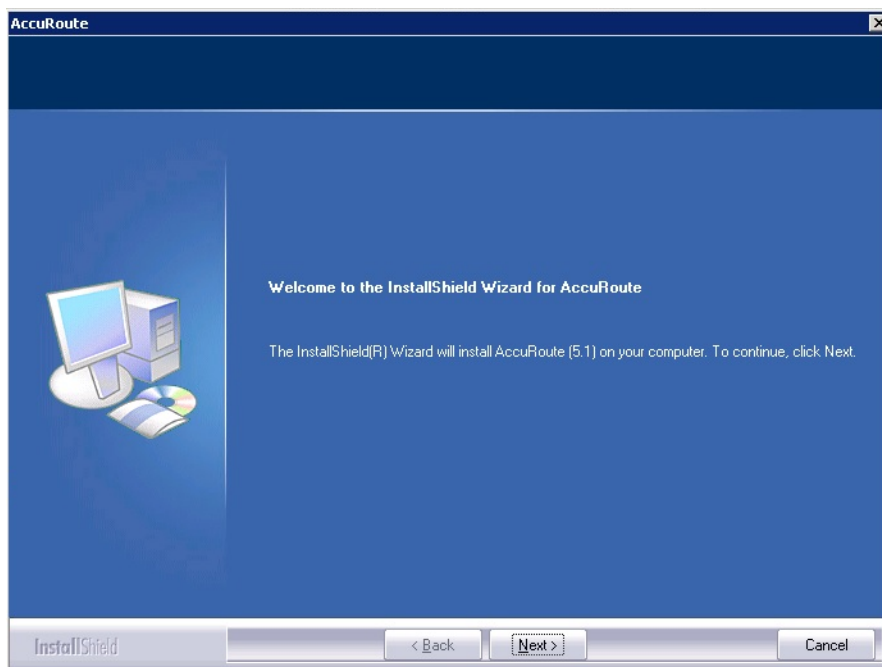 AccuRoute
Welcome to the InstallShield Wizard for AccuRoute
The InstallShield(R) Wizard will install AccuRoute (5.1) on your computer. To continue, click Next.
InstallShield
< Back
Next >
Cancel